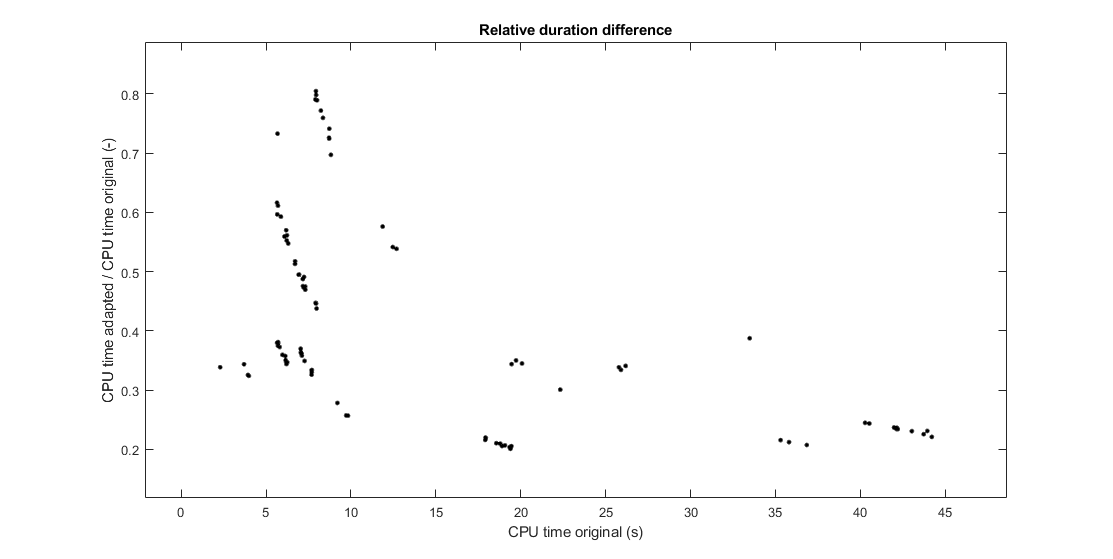 Relative duration difference
CPU time adapted / CPU time original (-)
0.8
0.7
0.6
0.5
0.4
0.3
0.2
0 5 10 15 20 25 30 35 40 45
CPU time original (s)